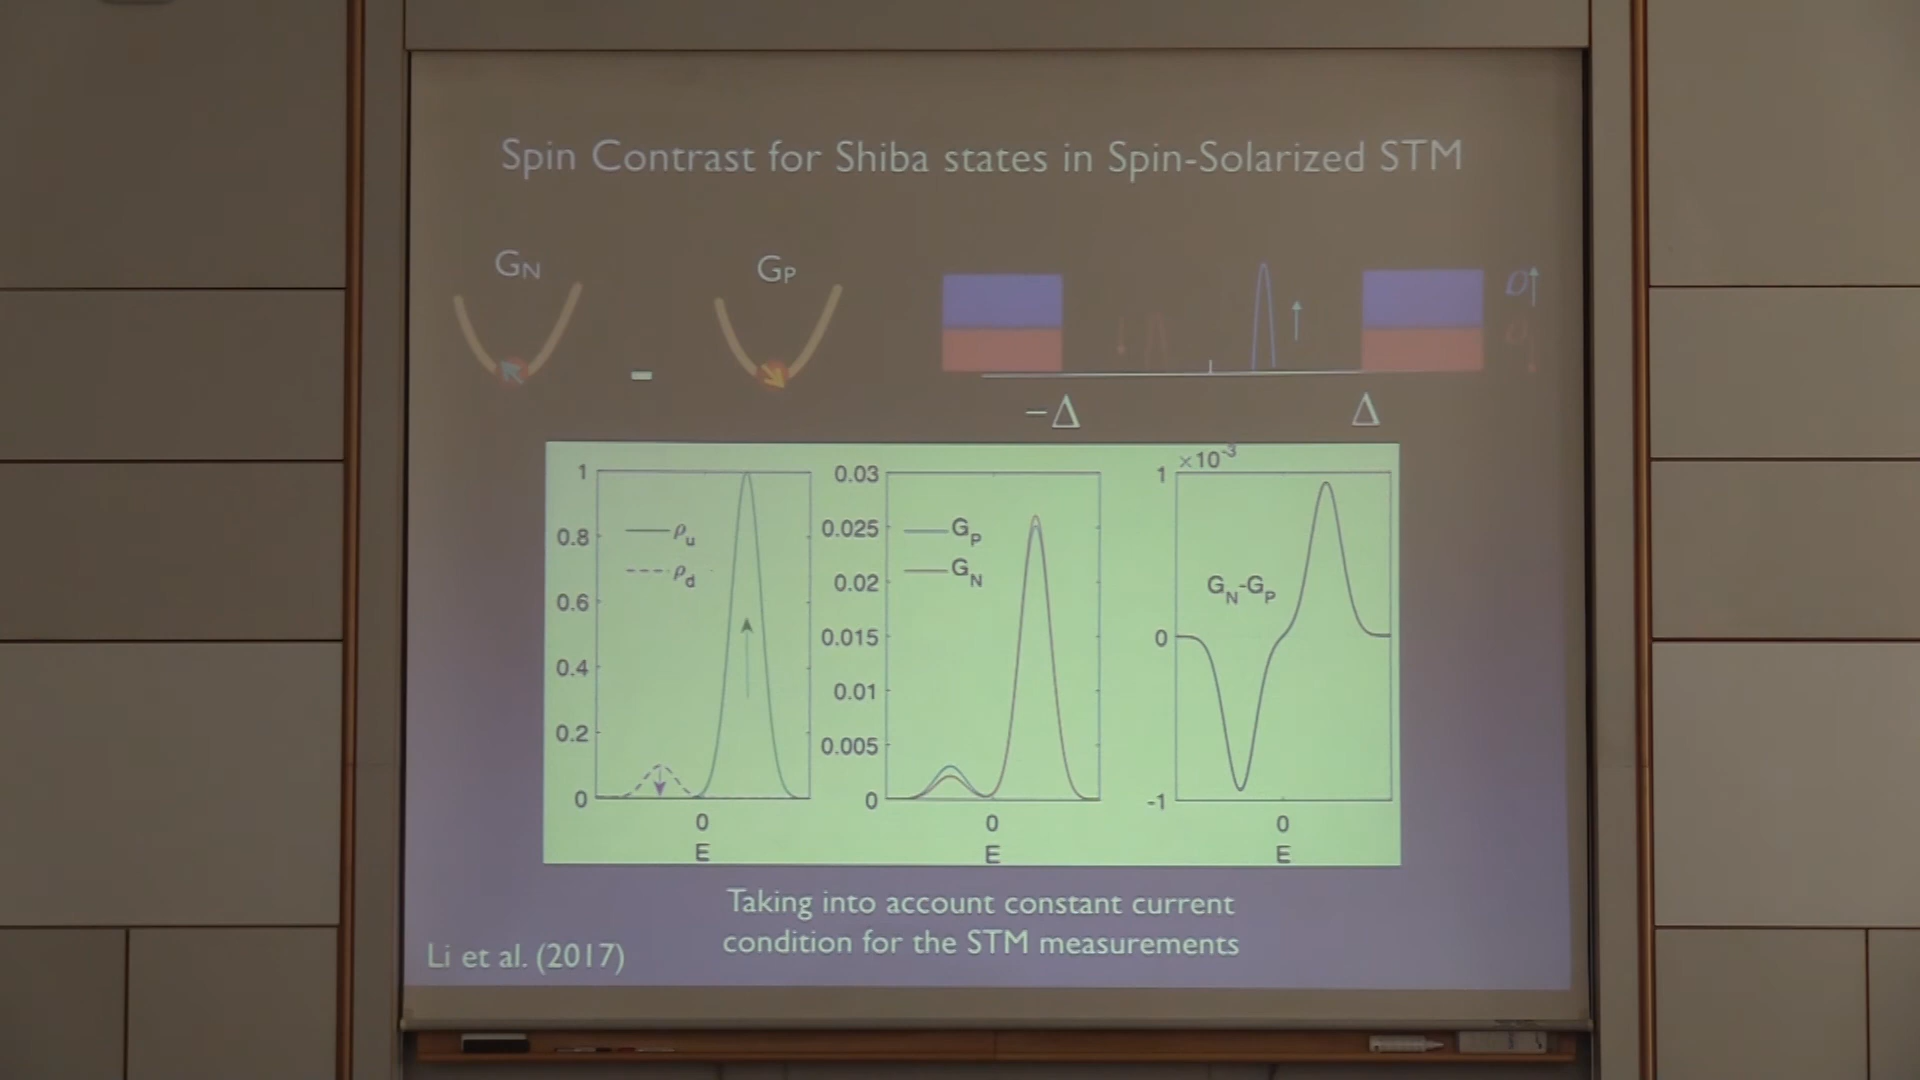 Spin Contrast for Shiba states in Spin-Solarized STM
GN
GP
-
−Δ
Δ
1
0.8
0.6
0.4
0.2
0
ρu
ρd
0
E
0.03
0.025
0.02
0.015
0.01
0.005
0
GP
GN
0
E
×10-3
1
0
-1
GN-GP
0
E
Taking into account constant current
condition for the STM measurements
Li et al. (2017)